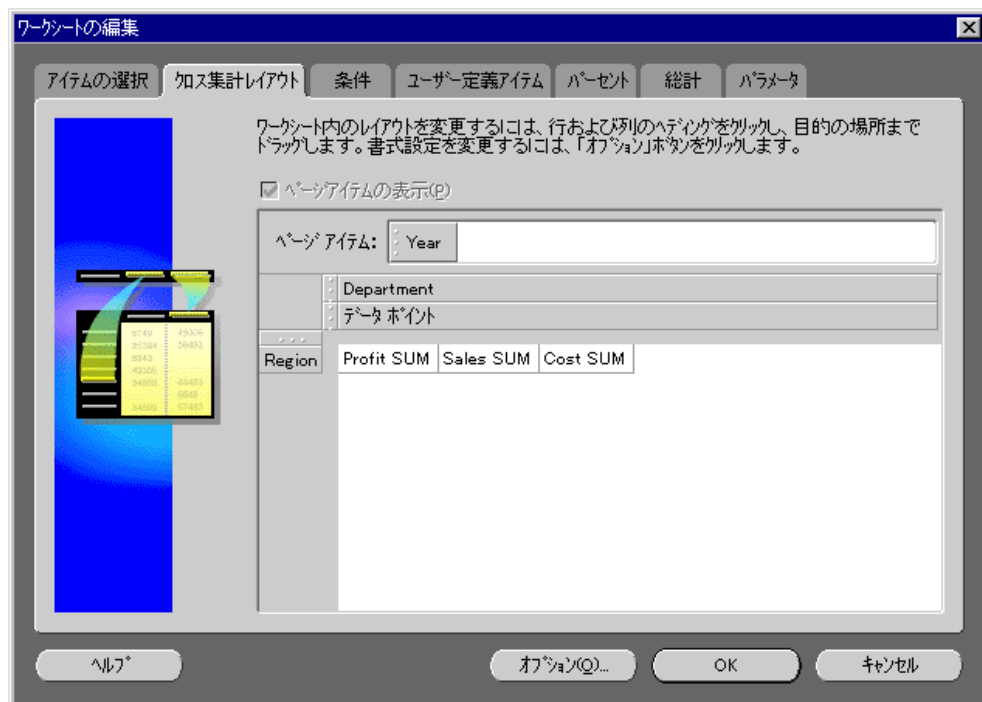 ワークシートの編集
アイテムの選択 クロス集計レイアウト 条件 ユーザー定義アイテム パーセント 総計 パラメータ
ワークシート内のレイアウトを変更するには、行および列のヘディングをクリックし、目的の場所まで
ドラッグします。書式設定を変更するには、「オプション」ボタンをクリックします。
ページアイテムの表示(P)
ページ アイテム: Year
Department
データ ポイント
Region Profit SUM Sales SUM Cost SUM
ヘルプ オプション(O)... OK キャンセル